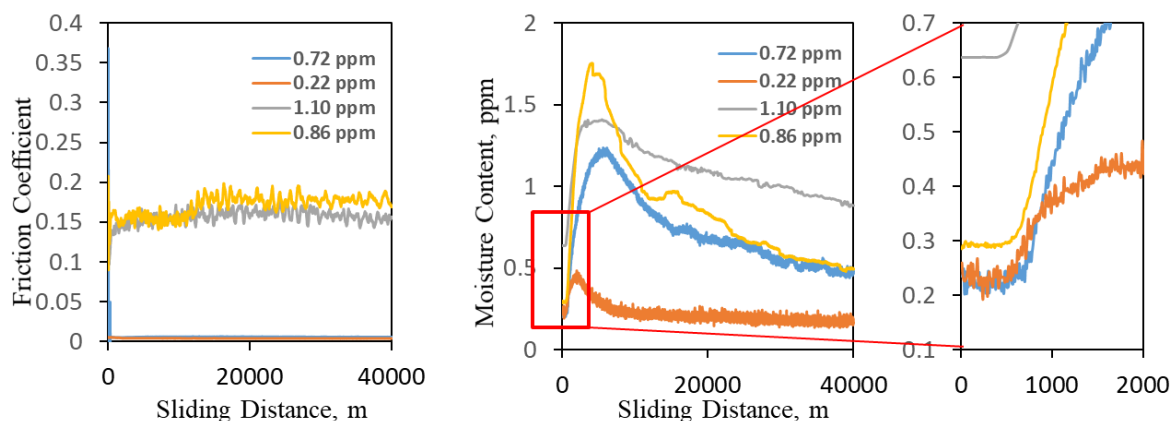 0.4
0.35
0.3
0.25
0.2
0.15
0.1
0.05
0
Friction Coefficient
0.72 ppm
0.22 ppm
1.10 ppm
0.86 ppm
0 20000 40000
Sliding Distance, m
2
1.5
1
0.5
0
Moisture Content, ppm
0.72 ppm
0.22 ppm
1.10 ppm
0.86 ppm
0 20000 40000
Sliding Distance, m
0.7
0.6
0.5
0.4
0.3
0.2
0.1
0 1000 2000